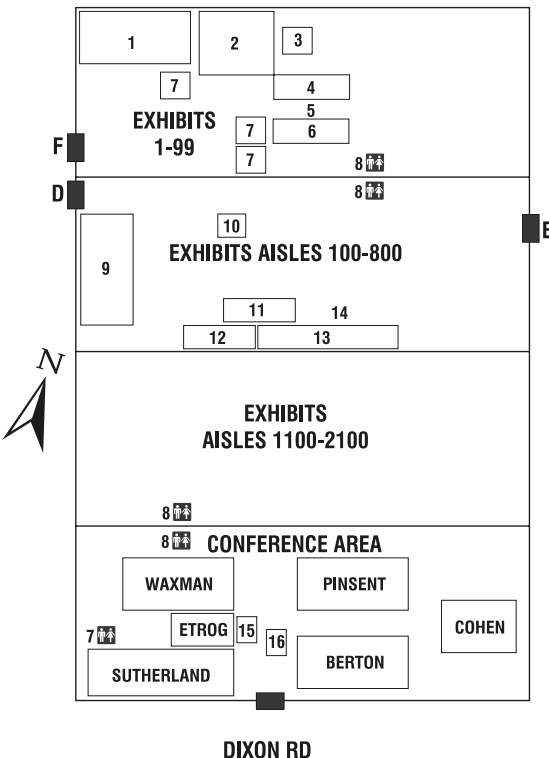 1
2
3
7
4
5
6
EXHIBITS
1-99
7
7
F
8
D
8
10
EXHIBITS AISLES 100-800
9
11
14
12
13
N
EXHIBITS
AISLES 1100-2100
8
8
CONFERENCE AREA
WAXMAN
PINSENT
ETROG
15
16
COHEN
7
SUTHERLAND
BERTON
DIXON RD